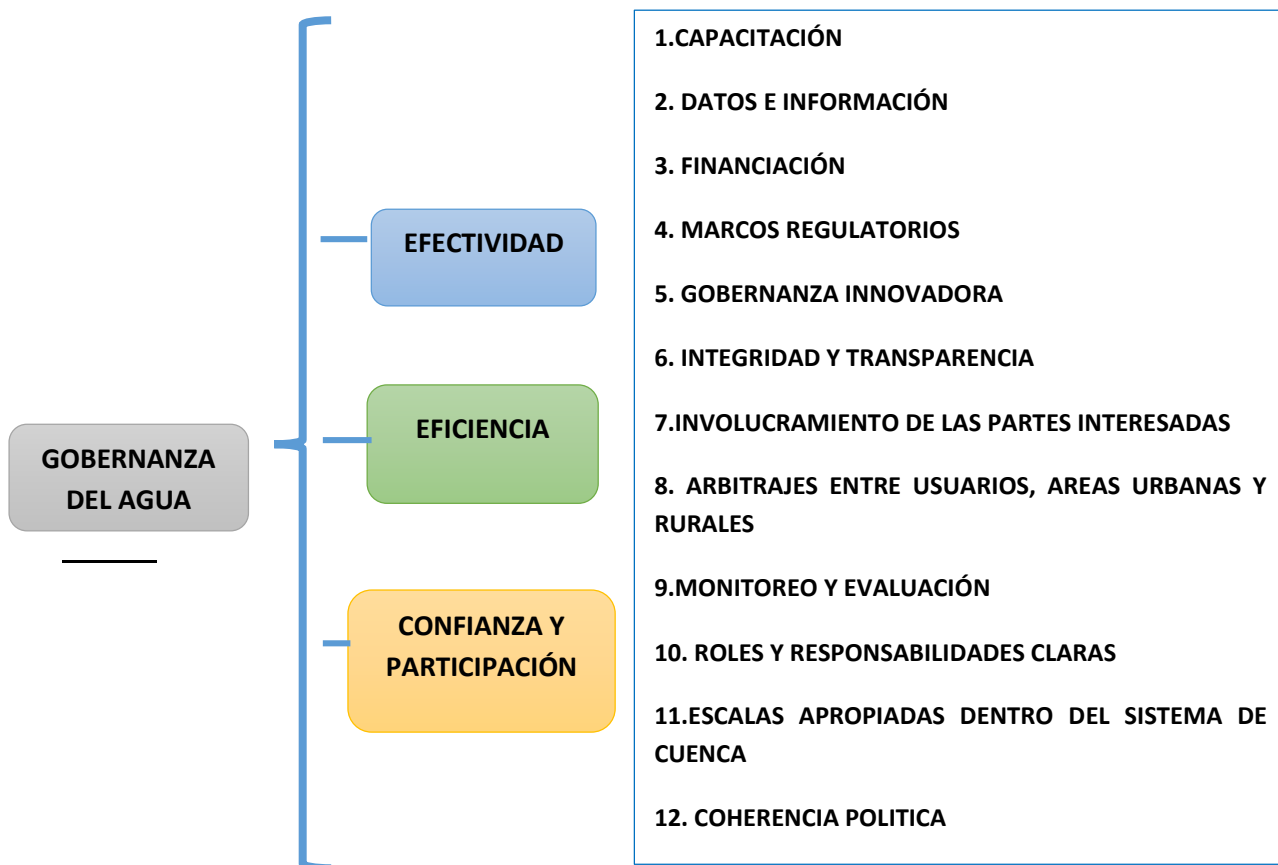 GOBERNANZA
DEL AGUA
EFECTIVIDAD
EFICIENCIA
CONFIANZA Y
PARTICIPACIÓN
1.CAPACITACIÓN
2. DATOS E INFORMACIÓN
3. FINANCIACIÓN
4. MARCOS REGULATORIOS
5. GOBERNANZA INNOVADORA
6. INTEGRIDAD Y TRANSPARENCIA
7.INVOLUCRAMIENTO DE LAS PARTES INTERESADAS
8. ARBITRAJES ENTRE USUARIOS, AREAS URBANAS Y
RURALES
9.MONITOREO Y EVALUACIÓN
10. ROLES Y RESPONSABILIDADES CLARAS
11.ESCALAS APROPIADAS DENTRO DEL SISTEMA DE
CUENCA
12. COHERENCIA POLITICA